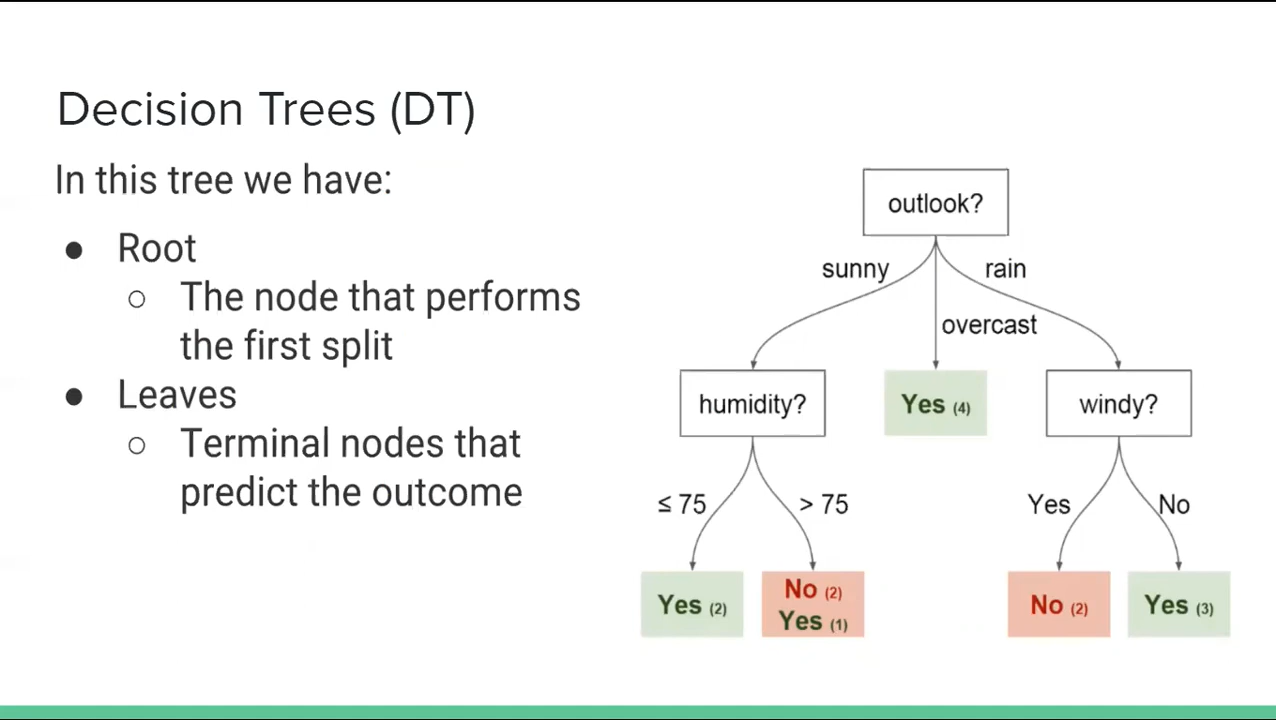 Decision Trees (DT)
In this tree we have:
● Root
○ The node that performs
the first split
● Leaves
○ Terminal nodes that
predict the outcome
outlook?
sunny
rain
overcast
humidity?
Yes (4)
windy?
≤ 75
> 75
Yes
No
Yes (2)
No (2)
Yes (1)
No (2)
Yes (3)